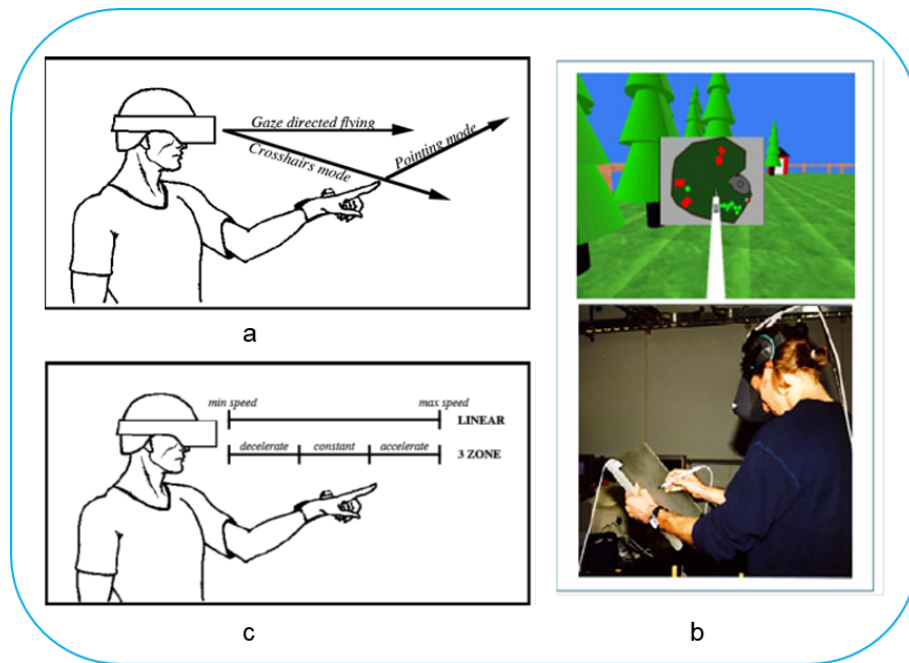 Gaze directed flying
Crosshairs mode
Pointing mode
a
min speed
max speed
LINEAR
decelerate
constant
accelerate
3 ZONE
c
b